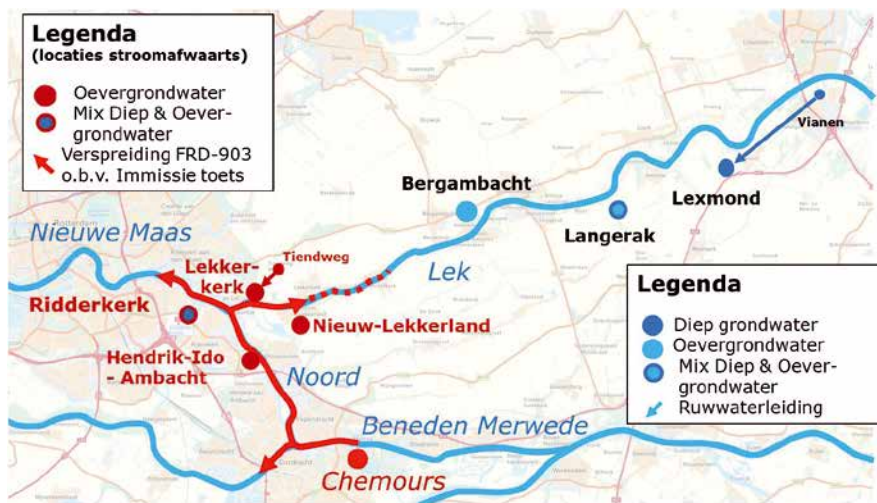 Legenda
(locaties stroomafwaarts)
Oevergrondwater
Mix Diep & Oever-
grondwater
Verspreiding FRD-903
o.b.v. Immissie toets
Vianen
Bergambacht
Lexmond
Langerak
Nieuwe Maas
Tiendweg
Lekker-
kerk
Lek
Ridderkerk
Nieuw-Lekkerland
Hendrik-Ido
- Ambacht
Noord
Beneden Merwede
Chemours
Legenda
Diep grondwater
Oevergrondwater
Mix Diep & Oever-
grondwater
Ruwwaterleiding